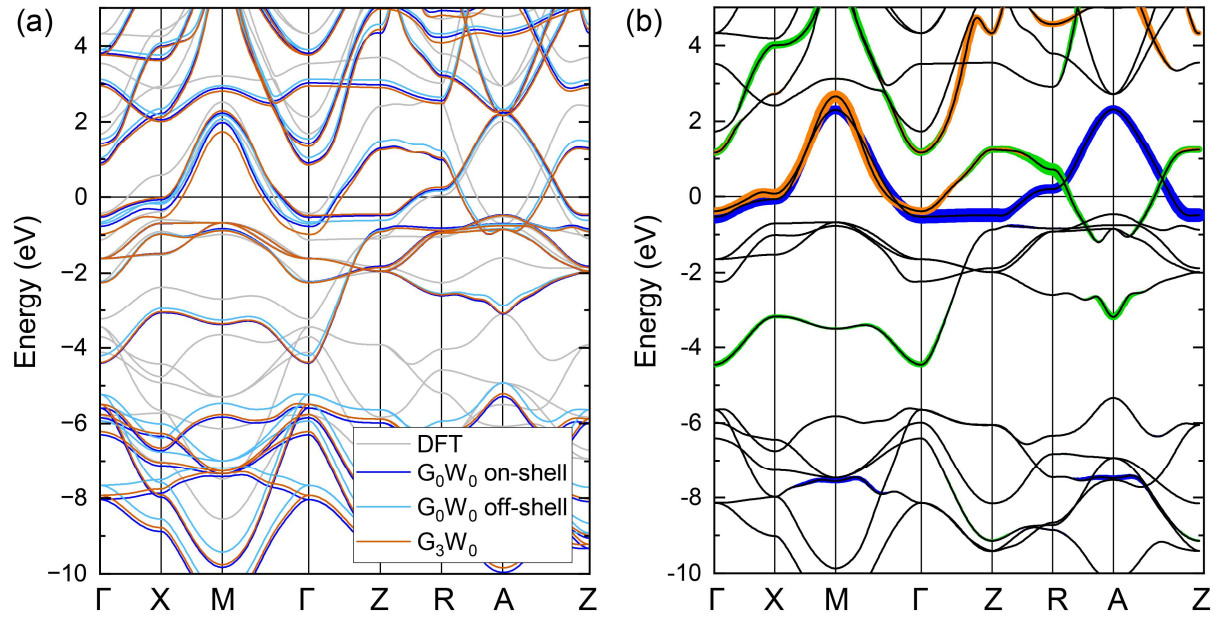 (a)
4
2
0
−2
−4
−6
−8
−10
Energy (eV)
Γ X M Γ Z R A Z
DFT
G₀W₀ on-shell
G₀W₀ off-shell
G₃W₀
(b)
4
2
0
-2
-4
-6
-8
-10
Energy (eV)
Γ X M Γ Z R A Z